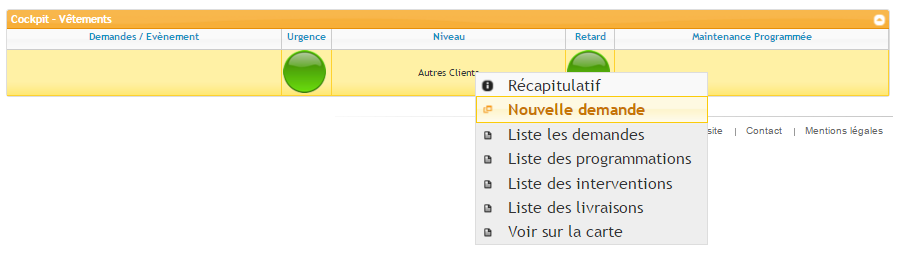 Cockpit - Vêtements
Demandes / Evènement Urgence Niveau Retard Maintenance Programmée
Autres Clients
Récapitulatif
Nouvelle demande
Liste les demandes
Liste des programmations
Liste des interventions
Liste des livraisons
Voir sur la carte
site | Contact | Mentions légales